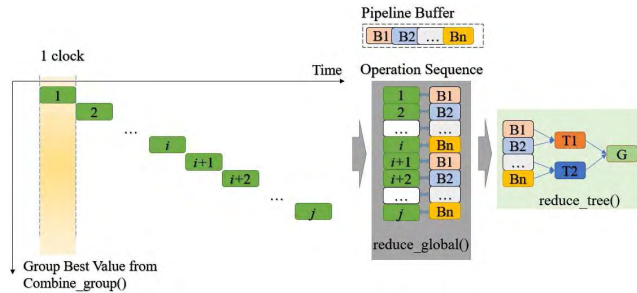 Pipeline Buffer
B1 B2 ... Bn
1 clock
Time
Operation Sequence
1
2
...
i
i+1
i+2
...
j
Group Best Value from
Combine_group()
1 B1
2 B2
... ...
i Bn
i+1 B1
i+2 B2
... ...
j Bn
reduce_global()
B1
B2
...
Bn
T1
T2
G
reduce_tree()